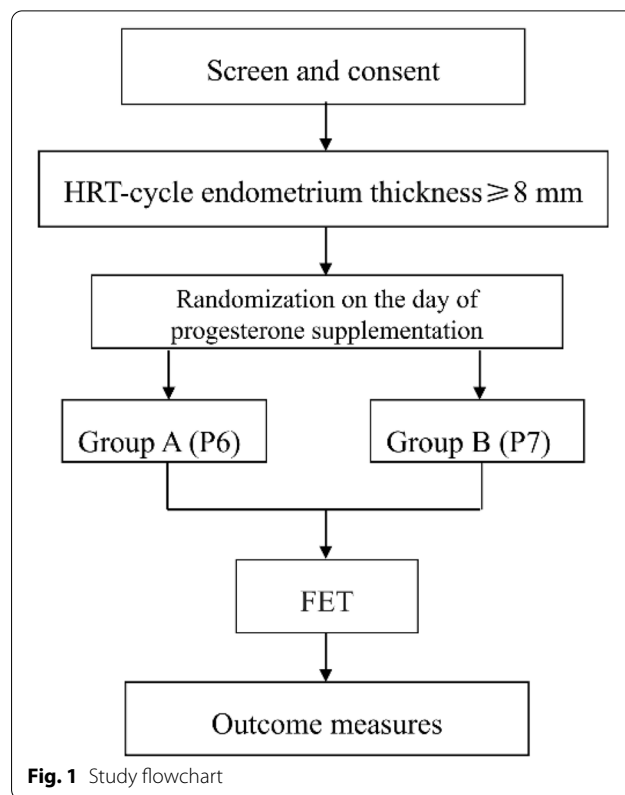 Screen and consent
HRT-cycle endometrium thickness≥8 mm
Randomization on the day of
progesterone supplementation
Group A (P6)
Group B (P7)
FET
Outcome measures
Fig. 1 Study flowchart